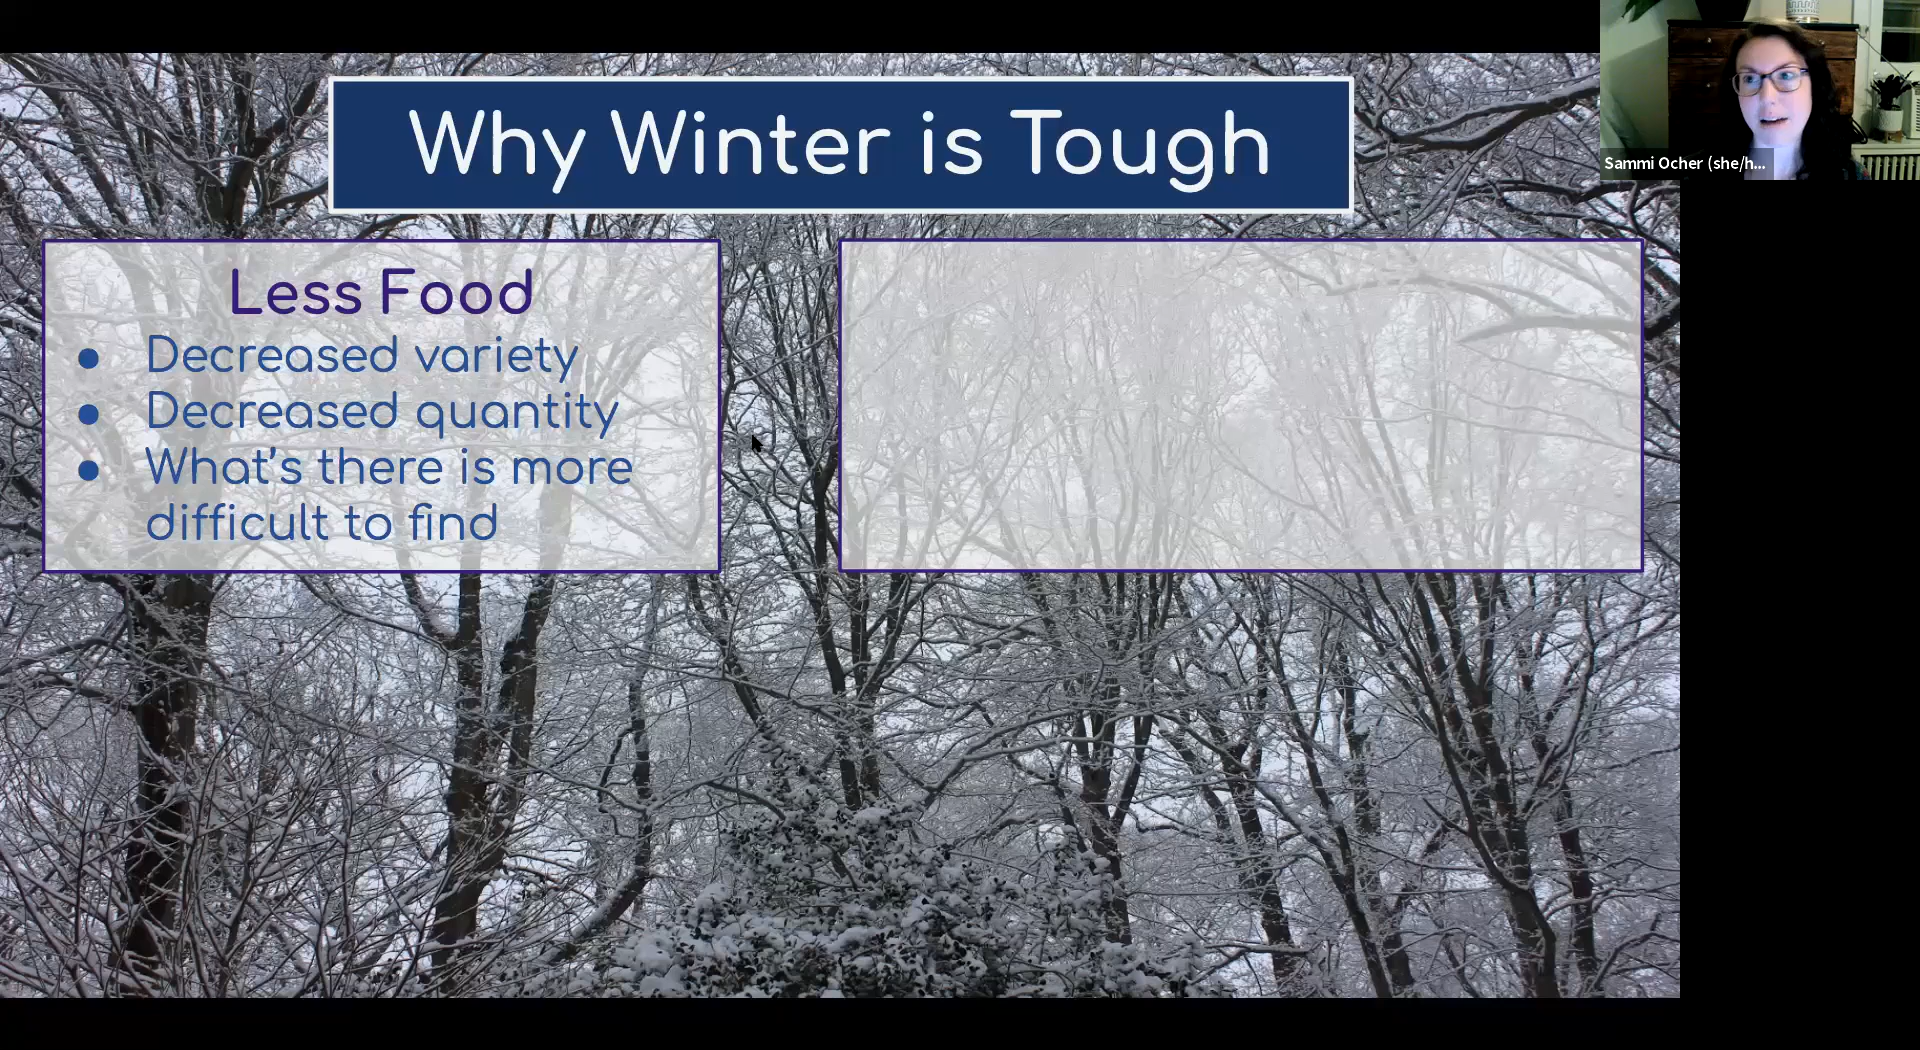 Why Winter is Tough
Sammi Ocher (she/h...
Less Food
● Decreased variety
● Decreased quantity
● What's there is more
difficult to find